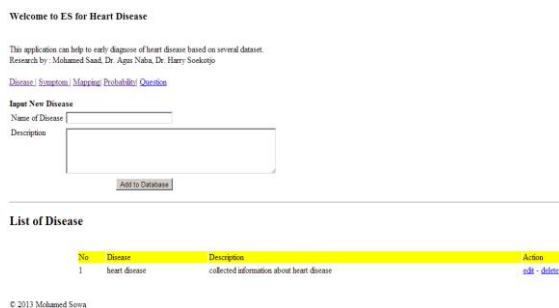 Welcome to ES for Heart Disease
This application can help to early diagnose of heart disease based on several dataset.
Research by : Mohamed Saad, Dr. Agus Naba, Dr. Harry Soekotjo
Disease | Symptom | Mapping| Probability| Question
Input New Disease
Name of Disease
Description
Add to Database
List of Disease
No Disease Description Action
1 heart disease collected information about heart disease edit - delete
© 2013 Mohamed Sowa